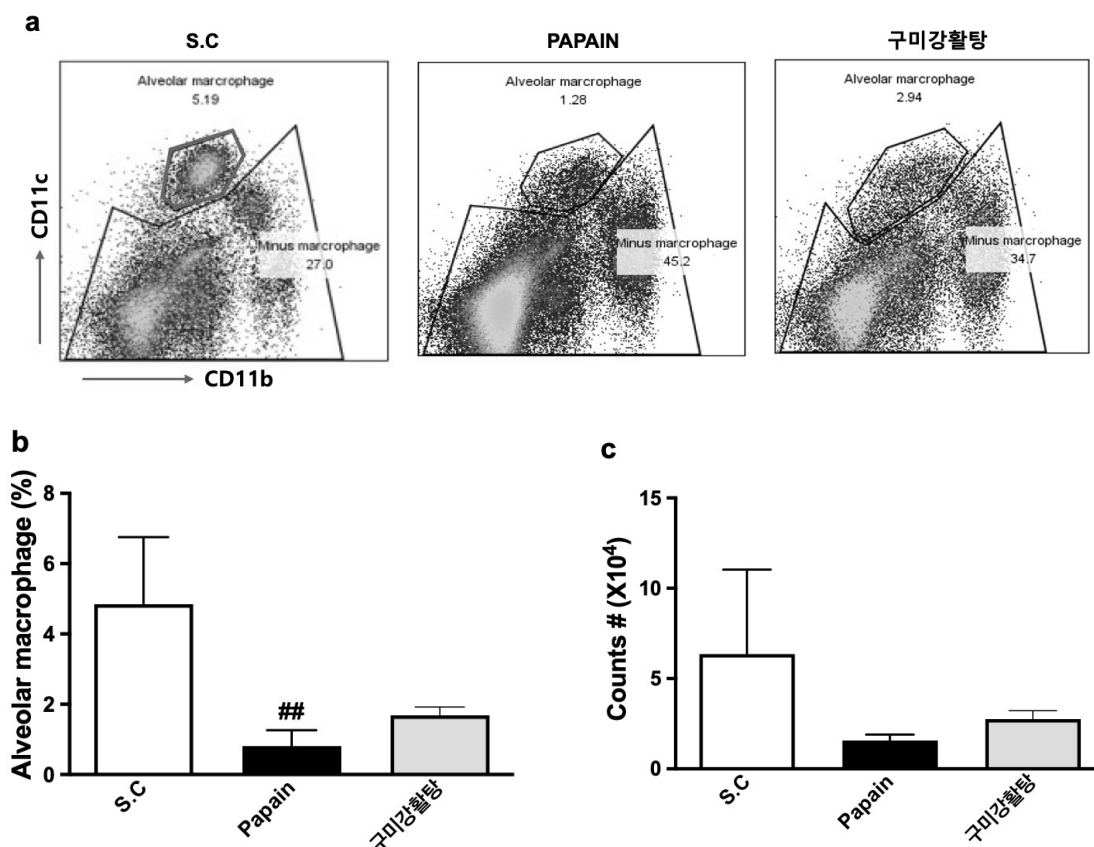 a
S.C
PAPAIN
구미강활탕
Alveolar marcrophage
5.19
Alveolar marcrophage
1.28
Alveolar marcrophage
2.94
Minus marcrophage
27.0
Minus marcrophage
45.2
Minus marcrophage
34.7
CD11c
CD11b
b
Alveolar macrophage (%)
8
6
4
2
0
##
S.C
Papain
구미강활탕
c
Counts # (X10⁴)
15
10
5
0
S.C
Papain
구미강활탕